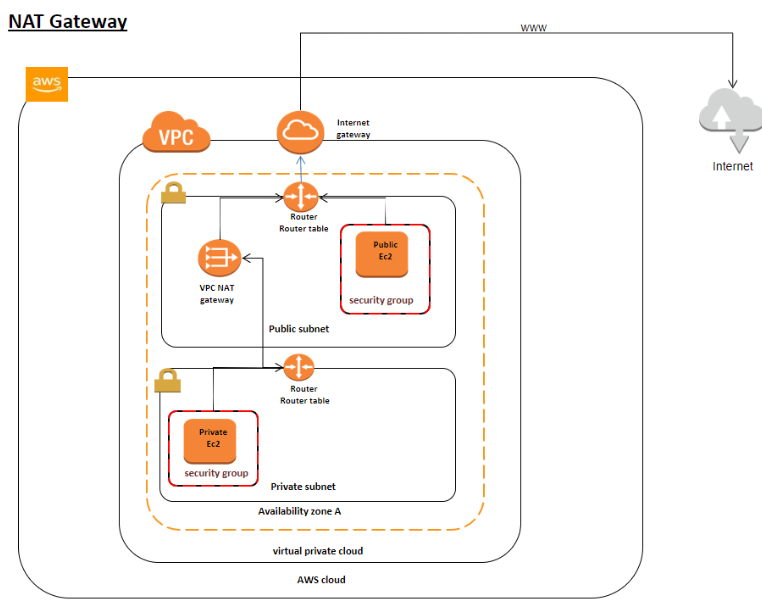 NAT Gateway
www
aws
Internet
gateway
VPC
Internet
Router
Router table
Public
Ec2
VPC NAT
gateway
security group
Public subnet
Router
Router table
Private
Ec2
security group
Private subnet
Availability zone A
virtual private cloud
AWS cloud